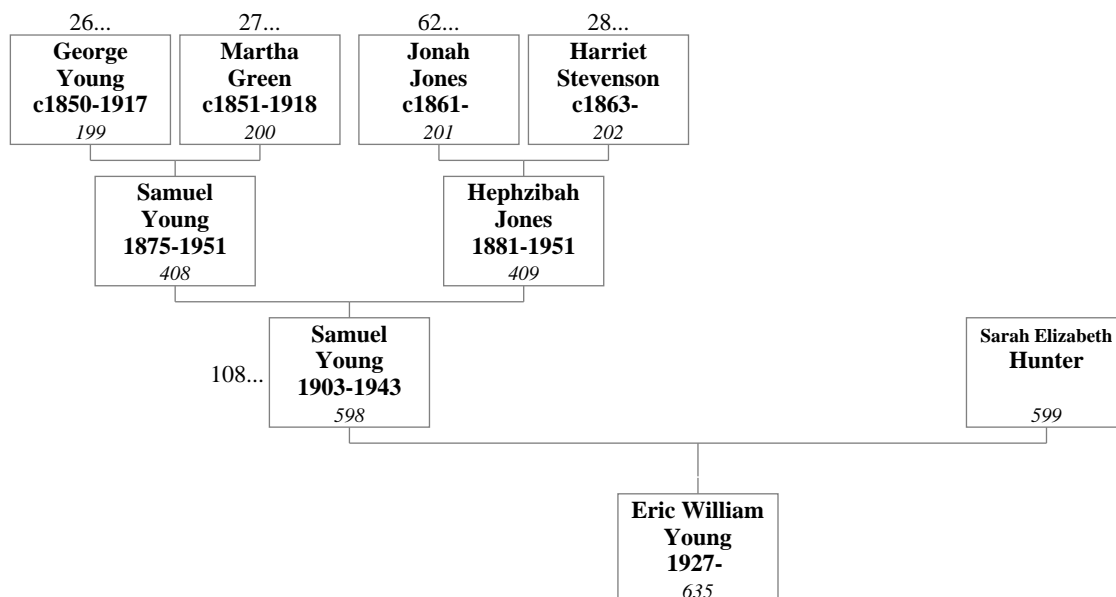 26...
27...
62...
28...
George
Young
c1850-1917
199
Martha
Green
c1851-1918
200
Jonah
Jones
c1861-
201
Harriet
Stevenson
c1863-
202
Samuel
Young
1875-1951
408
Hephzibah
Jones
1881-1951
409
108...
Samuel
Young
1903-1943
598
Sarah Elizabeth
Hunter
599
Eric William
Young
1927-
635